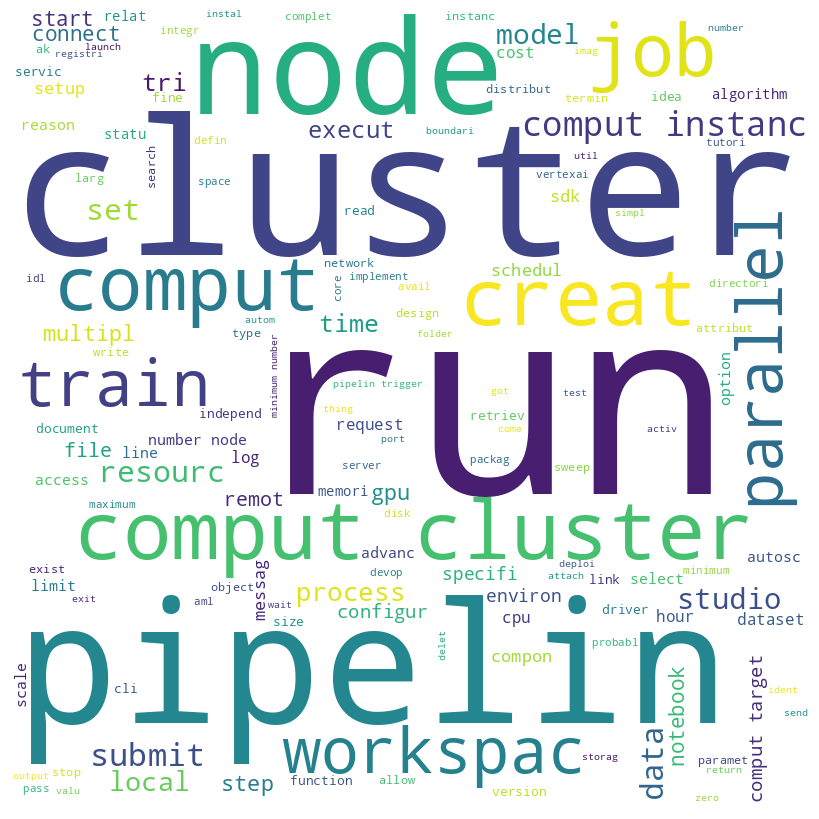 start
relat
instal
complet
instanc
number
connect
integr
node
model
job
ak
registri
launch
cost
imag
servic
tri
setup
fine
distribut
termin
idea
algorithm
reason
statu
defin
execut
boundari
comput instanc
tutori
cluster
search
util
larg
space
vertexai
simpl
set
read
sdk
parallel
network
schedul
idl
comput
core
implement
avail
creat
directori
multipl
autom
type
time
design
folder
attribut
write
train
minimum number
run
pipelin trigger
got
test
option
thing
independ
document
number node
request
retriev
come
activ
file
line
log
port
access
resourc
server
packag
sweep
remot
memori
gpu
maximum
disk
comput cluster
advanc
autosc
exist
messag
devop
specifi
deploi
attach
link
select
minimum
limit
object
process
environ
studio
exit
aml
wait
size
configur
cpu
driver
hour
dataset
pipelin
delet
compon
probabl
scale
cli
notebook
comput target
ident
send
submit
workspac
storag
data
paramet
output
stop
return
pass
valu
local
step
function
allow
version
zero